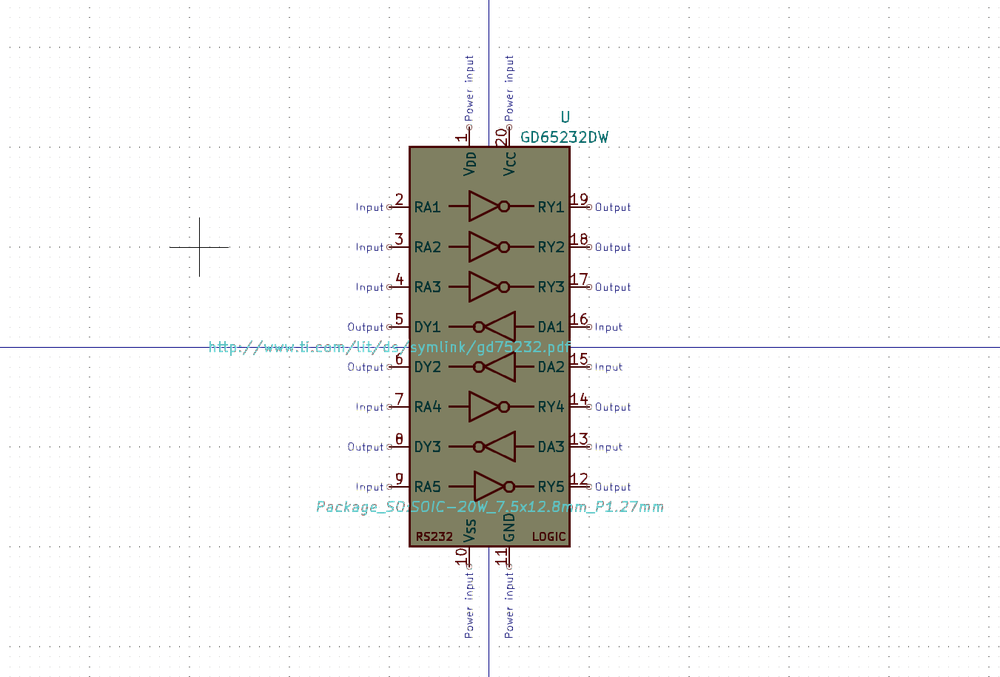 Power input Power input
U
1 20 GD65232DW
VDD VCC
Input 2 RA1 RY1 19 Output
Input 3 RA2 RY2 18 Output
Input 4 RA3 RY3 17 Output
Output 5 DY1 DA1 16 Input
http://www.ti.com/lit/ds/symlink/gd75232.pdf
Output 6 DY2 DA2 15 Input
Input 7 RA4 RY4 14 Output
Output 8 DY3 DA3 13 Input
Input 9 RA5 RY5 12 Output
Package_SO:SOIC-20W_7.5x12.8mm_P1.27mm
RS232 VSS GND LOGIC
10 11
Power input Power input